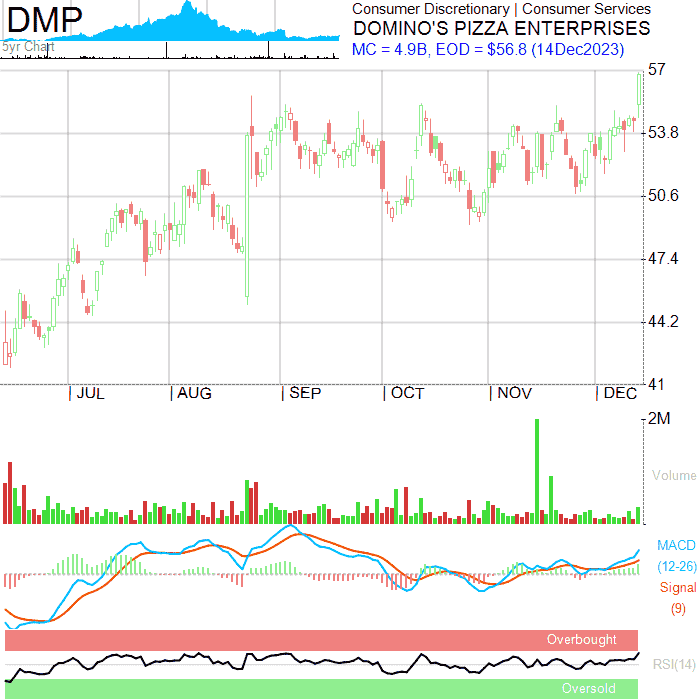 DMP
5yr Chart
Consumer Discretionary | Consumer Services
DOMINO'S PIZZA ENTERPRISES
MC = 4.9B, EOD = $56.8 (14Dec2023)
57
53.8
50.6
47.4
44.2
41
JUL AUG SEP OCT NOV DEC
2M
Volume
MACD
(12-26)
Signal
(9)
Overbought
RSI(14)
Oversold